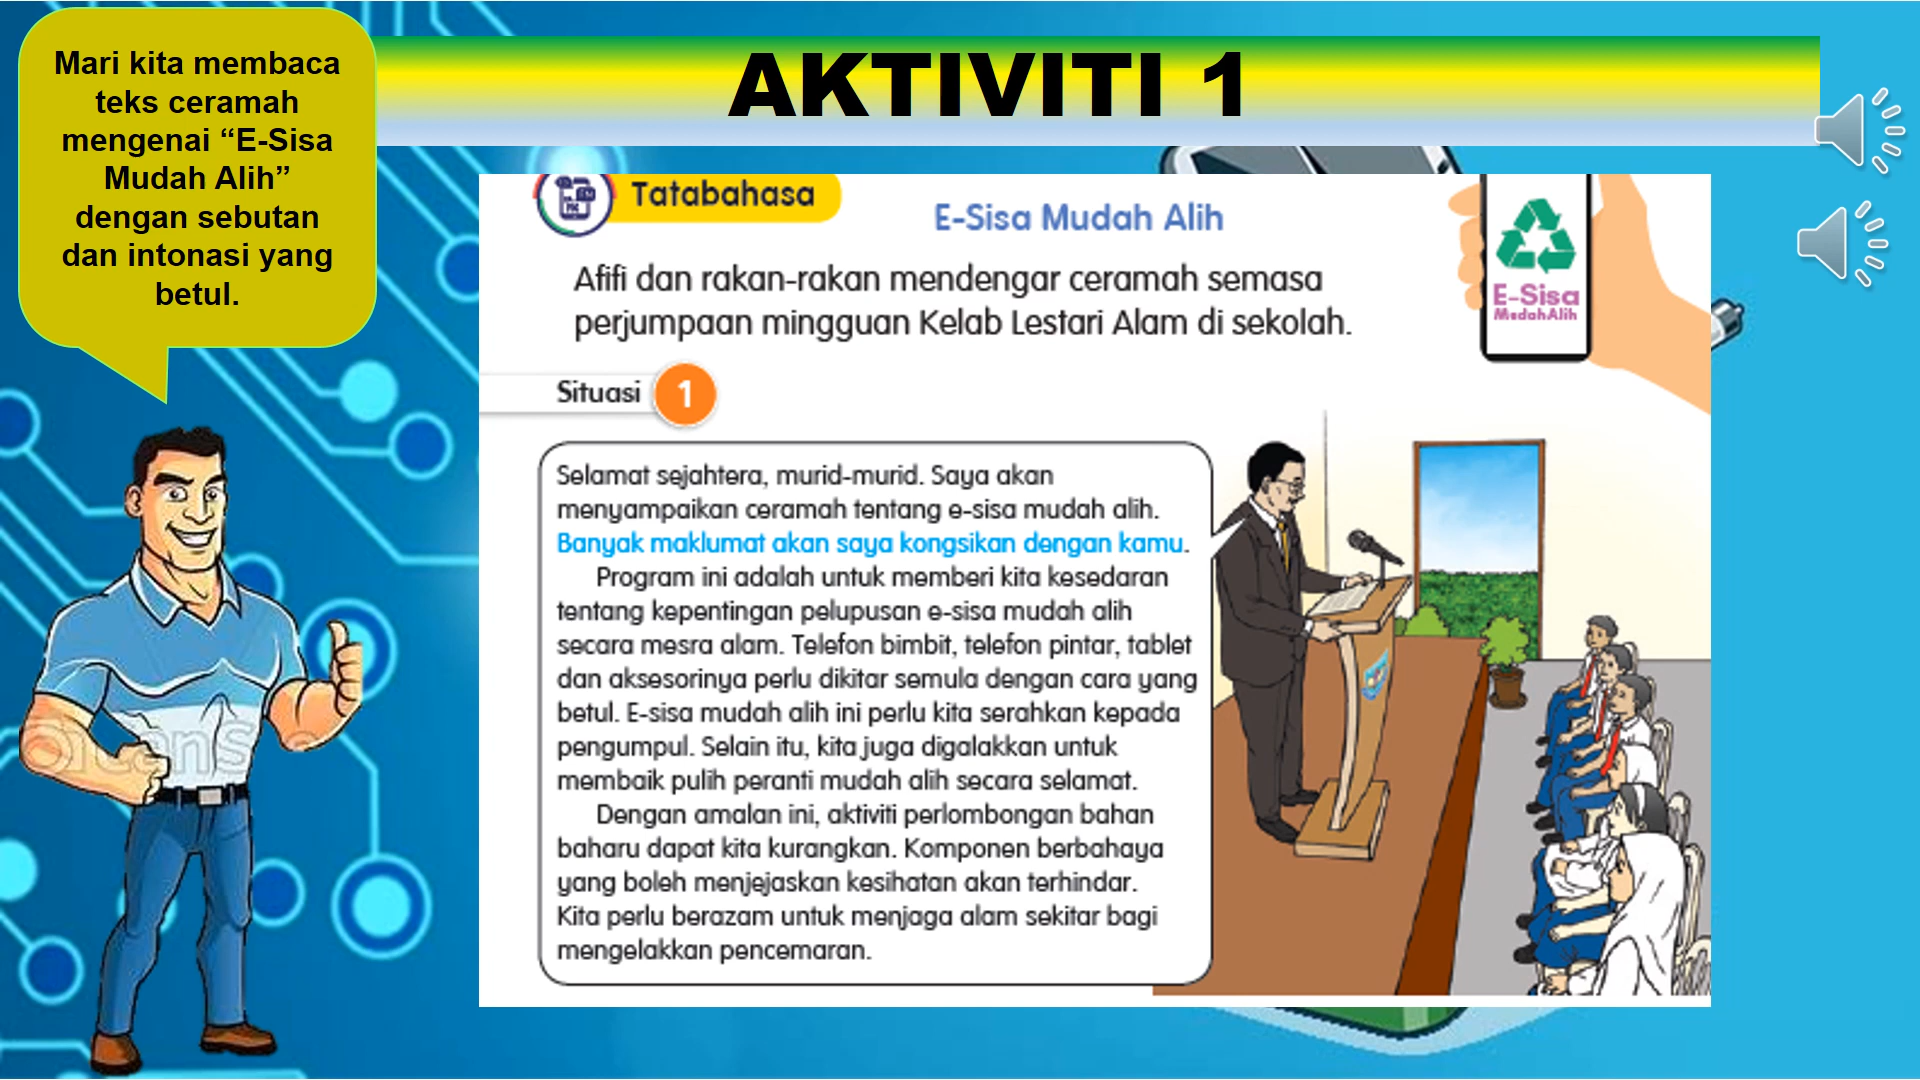 Mari kita membaca
teks ceramah
mengenai “E-Sisa
Mudah Alih”
dengan sebutan
dan intonasi yang
betul.
AKTIVITI 1
Tatabahasa
E-Sisa Mudah Alih
E-Sisa
MudahAlih
Afifi dan rakan-rakan mendengar ceramah semasa
perjumpaan mingguan Kelab Lestari Alam di sekolah.
Situasi 1
Selamat sejahtera, murid-murid. Saya akan
menyampaikan ceramah tentang e-sisa mudah alih.
Banyak maklumat akan saya kongsikan dengan kamu.
Program ini adalah untuk memberi kita kesedaran
tentang kepentingan pelupusan e-sisa mudah alih
secara mesra alam. Telefon bimbit, telefon pintar, tablet
dan aksesorinya perlu dikitar semula dengan cara yang
betul. E-sisa mudah alih ini perlu kita serahkan kepada
pengumpul. Selain itu, kita juga digalakkan untuk
membaik pulih peranti mudah alih secara selamat.
Dengan amalan ini, aktiviti perlombongan bahan
baharu dapat kita kurangkan. Komponen berbahaya
yang boleh menjejaskan kesihatan akan terhindar.
Kita perlu berazam untuk menjaga alam sekitar bagi
mengelakkan pencemaran.